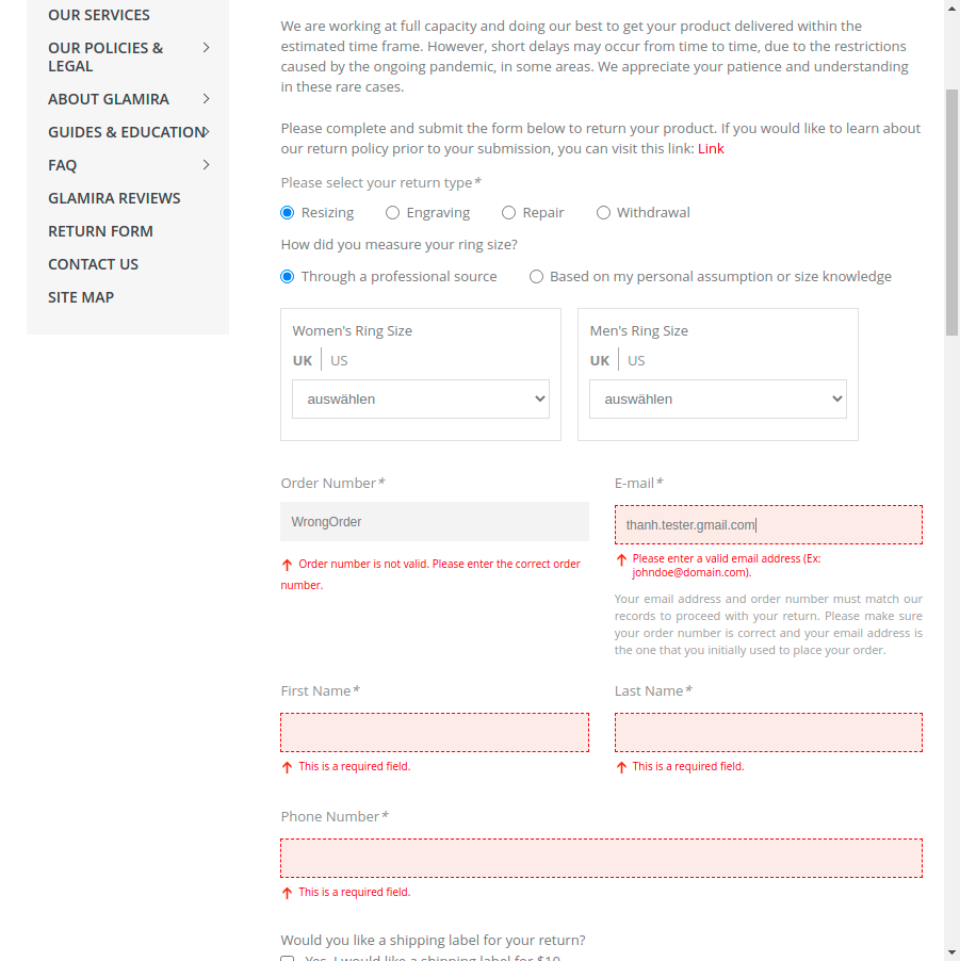 OUR SERVICES
OUR POLICIES &
LEGAL
ABOUT GLAMIRA
GUIDES & EDUCATION
FAQ
GLAMIRA REVIEWS
RETURN FORM
CONTACT US
SITE MAP
We are working at full capacity and doing our best to get your product delivered within the
estimated time frame. However, short delays may occur from time to time, due to the restrictions
caused by the ongoing pandemic, in some areas. We appreciate your patience and understanding
in these rare cases.
Please complete and submit the form below to return your product. If you would like to learn about
our return policy prior to your submission, you can visit this link: Link
Please select your return type*
Resizing Engraving Repair Withdrawal
How did you measure your ring size?
Through a professional source Based on my personal assumption or size knowledge
Women's Ring Size
UK US
auswählen
Men's Ring Size
UK US
auswählen
Order Number*
WrongOrder
Order number is not valid. Please enter the correct order
number.
E-mail*
thanh.tester.gmail.com
Please enter a valid email address (Ex:
johndoe@domain.com).
Your email address and order number must match our
records to proceed with your return. Please make sure
your order number is correct and your email address is
the one that you initially used to place your order.
First Name*
This is a required field.
Last Name*
This is a required field.
Phone Number*
This is a required field.
Would you like a shipping label for your return?
Yes, I would like a shipping label for $10